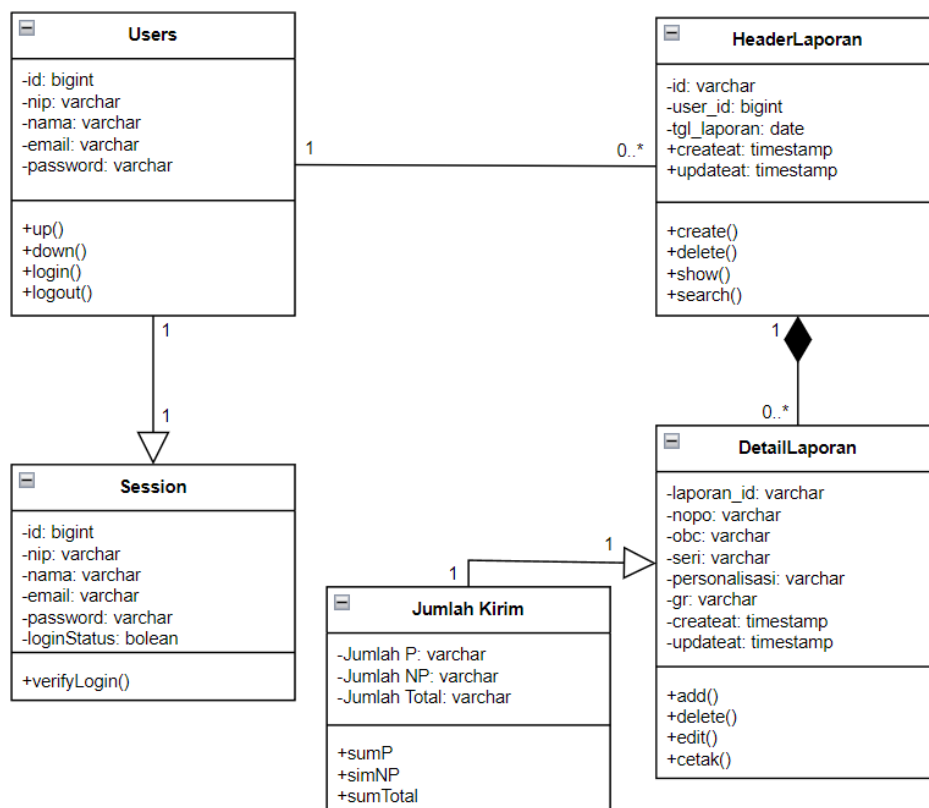 Users
-id: bigint
-nip: varchar
-nama: varchar
-email: varchar
-password: varchar
+up()
+down()
+login()
+logout()
1
0..*
HeaderLaporan
-id: varchar
-user_id: bigint
-tgl_laporan: date
+createat: timestamp
+updateat: timestamp
+create()
+delete()
+show()
+search()
1
1
Session
-id: bigint
-nip: varchar
-nama: varchar
-email: varchar
-password: varchar
-loginStatus: bolean
+verifyLogin()
1
0..*
DetailLaporan
-laporan_id: varchar
-nopo: varchar
-obc: varchar
-seri: varchar
-personalisasi: varchar
-gr: varchar
-createat: timestamp
-updateat: timestamp
+add()
+delete()
+edit()
+cetak()
1
1
Jumlah Kirim
-Jumlah P: varchar
-Jumlah NP: varchar
-Jumlah Total: varchar
+sumP
+simNP
+sumTotal